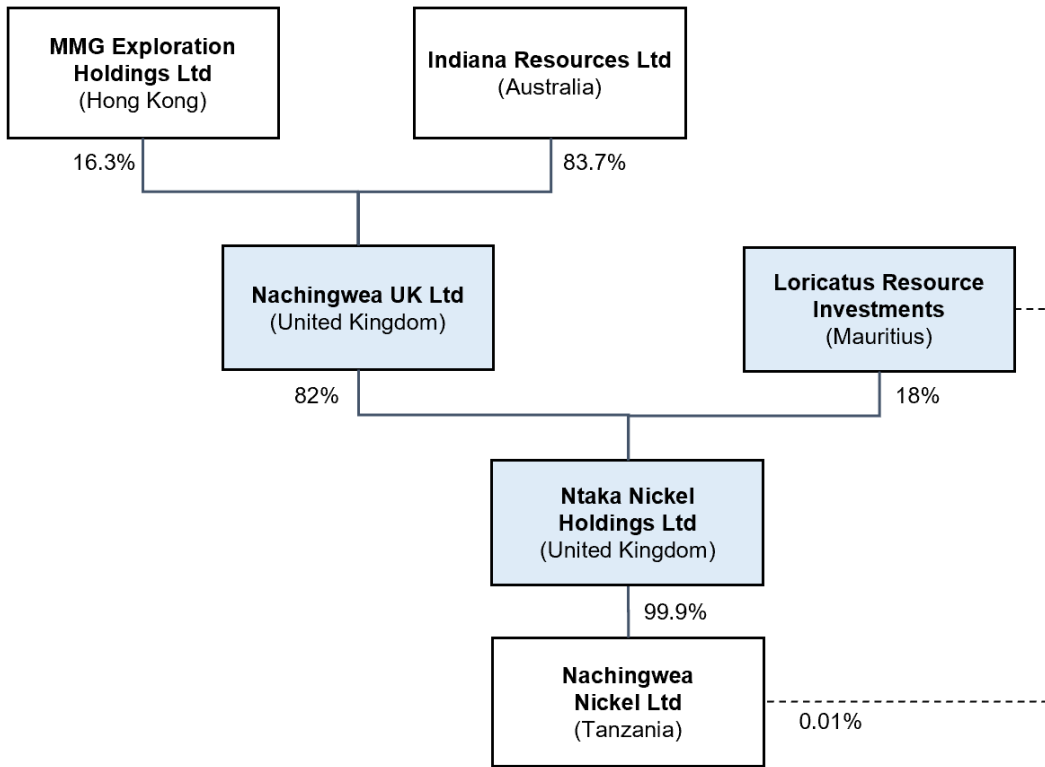 MMG Exploration
Holdings Ltd
(Hong Kong)
Indiana Resources Ltd
(Australia)
16.3%
83.7%
Nachingwea UK Ltd
(United Kingdom)
Loricatus Resource
Investments
(Mauritius)
82%
18%
Ntaka Nickel
Holdings Ltd
(United Kingdom)
99.9%
Nachingwea
Nickel Ltd
(Tanzania)
0.01%